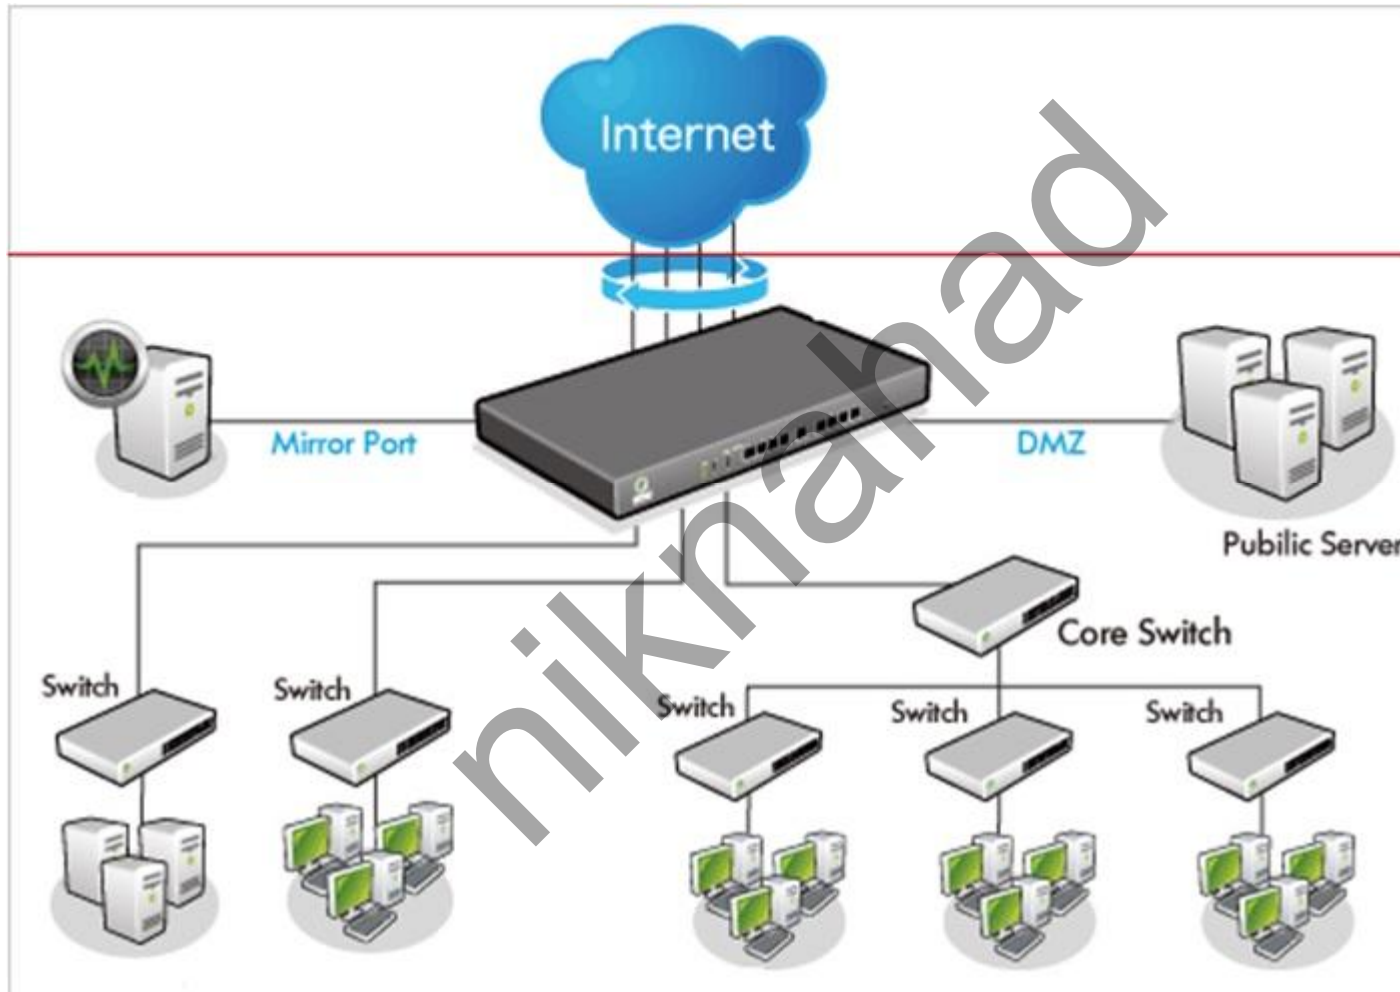 Internet
Mirror Port
DMZ
Pubilic Server
Core Switch
Switch
Switch
Switch
Switch
Switch
niknahad